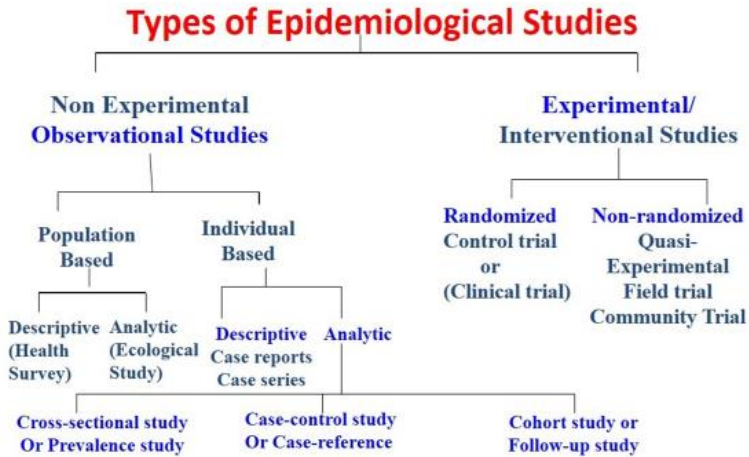 Types of Epidemiological Studies
Non Experimental
Observational Studies
Experimental/
Interventional Studies
Population
Based
Individual
Based
Randomized
Control trial
or
(Clinical trial)
Non-randomized
Quasi-
Experimental
Field trial
Community Trial
Descriptive
(Health
Survey)
Analytic
(Ecological
Study)
Descriptive
Case reports
Case series
Analytic
Cross-sectional study
Or Prevalence study
Case-control study
Or Case-reference
Cohort study or
Follow-up study